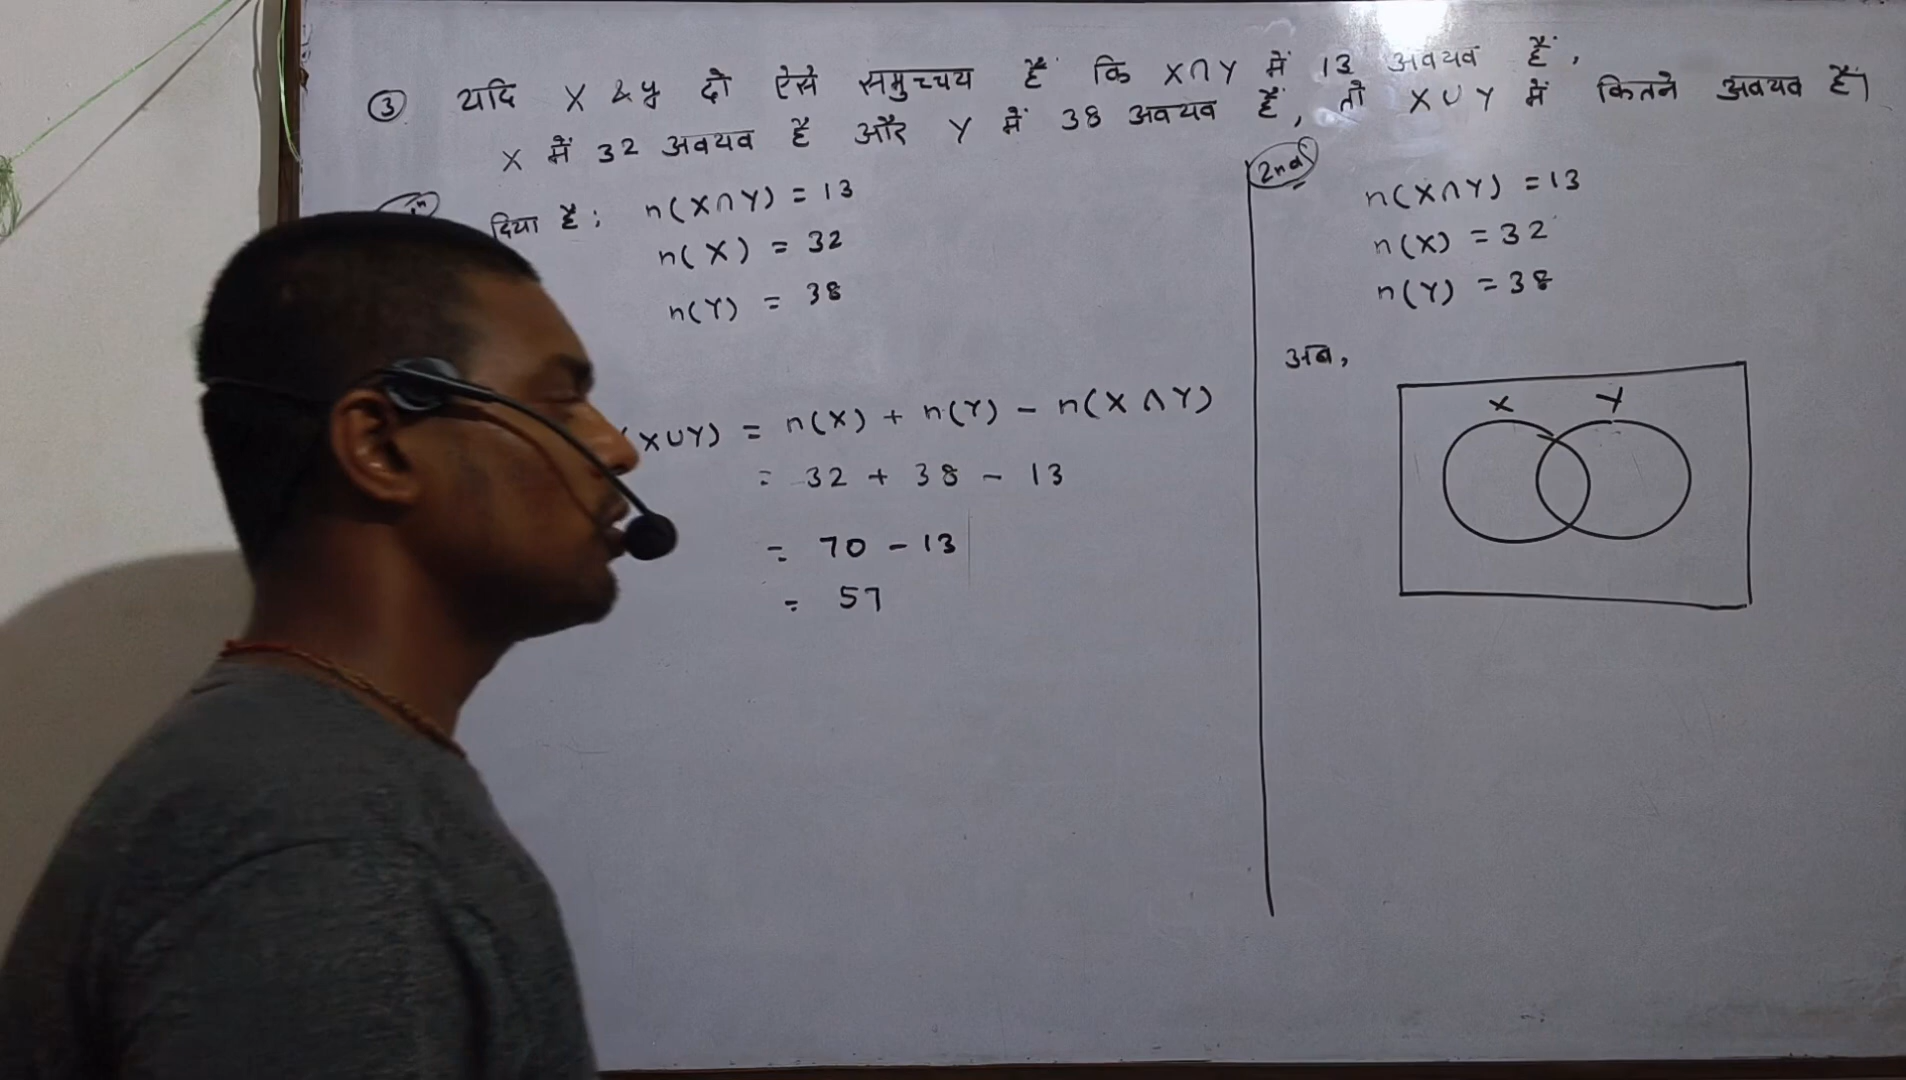 ③ यदि X & y दो ऐसे समुच्चय हैं कि X∩Y में 13 अवयव हैं,
X में 32 अवयव हैं और Y में 38 अवयव हैं, तो X∪Y में कितने अवयव हैं।
दिया है; n(X∩Y) = 13
n(X) = 32
n(Y) = 38
(X∪Y) = n(X) + n(Y) - n(X∩Y)
= 32 + 38 - 13
= 70 - 13
= 57
2nd
n(X∩Y) = 13
n(X) = 32
n(Y) = 38
अब,
X Y